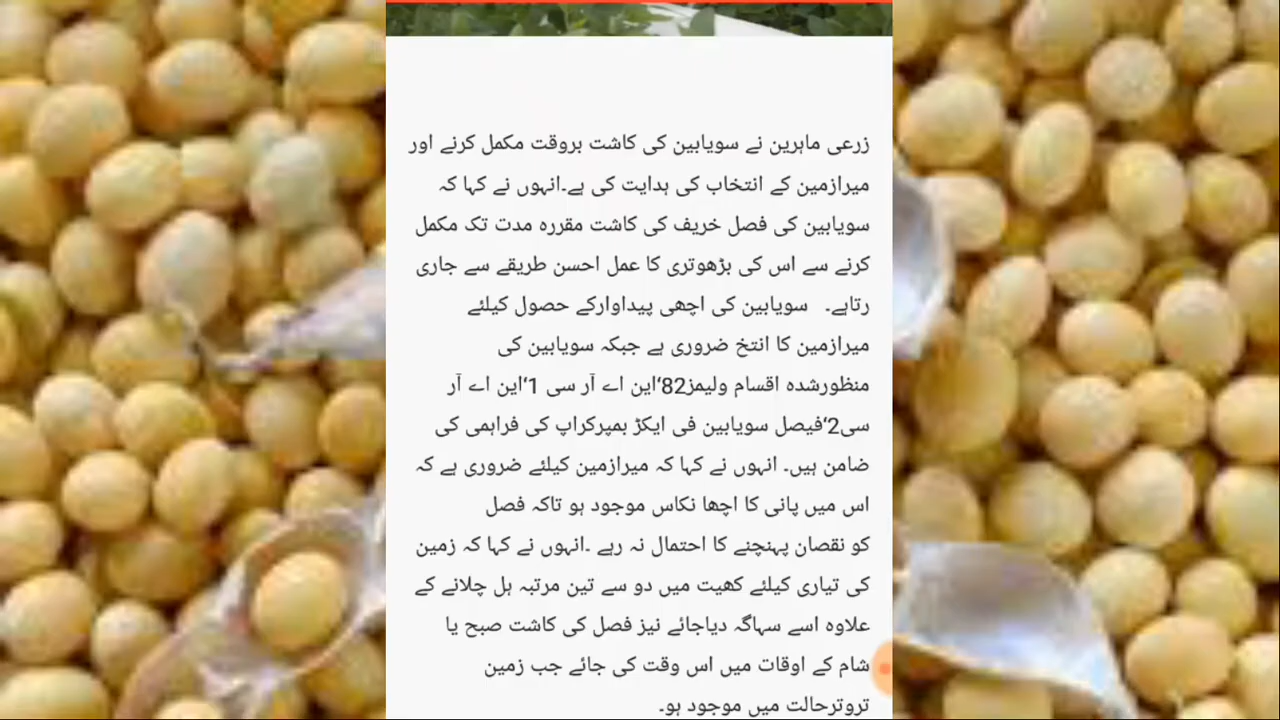 زرعی ماہرین نے سویابین کی کاشت بروقت مکمل کرنے اور
میرازمین کے انتخاب کی ہدایت کی ہے۔انہوں نے کہا کہ
سویابین کی فصل خریف کی کاشت مقررہ مدت تک مکمل
کرنے سے اس کی بڑھوتری کا عمل احسن طریقے سے جاری
رتاہے۔ سویابین کی اچھی پیداوارکے حصول کیلئے
میرازمین کا انتخ ضروری ہے جبکہ سویابین کی
منظورشدہ اقسام ولیمز82‘این اے آر سی 1‘این اے آر
سی2‘فیصل سویابین فی ایکڑ بمپرکراپ کی فراہمی کی
ضامن ہیں۔ انہوں نے کہا کہ میرازمین کیلئے ضروری ہے کہ
اس میں پانی کا اچھا نکاس موجود ہو تاکہ فصل
کو نقصان پہنچنے کا احتمال نہ رہے ۔انہوں نے کہا کہ زمین
کی تیاری کیلئے کھیت میں دو سے تین مرتبہ ہل چلانے کے
علاوہ اسے سہاگہ دیاجائے نیز فصل کی کاشت صبح یا
شام کے اوقات میں اس وقت کی جائے جب زمین
تروترحالت میں موجود ہو۔